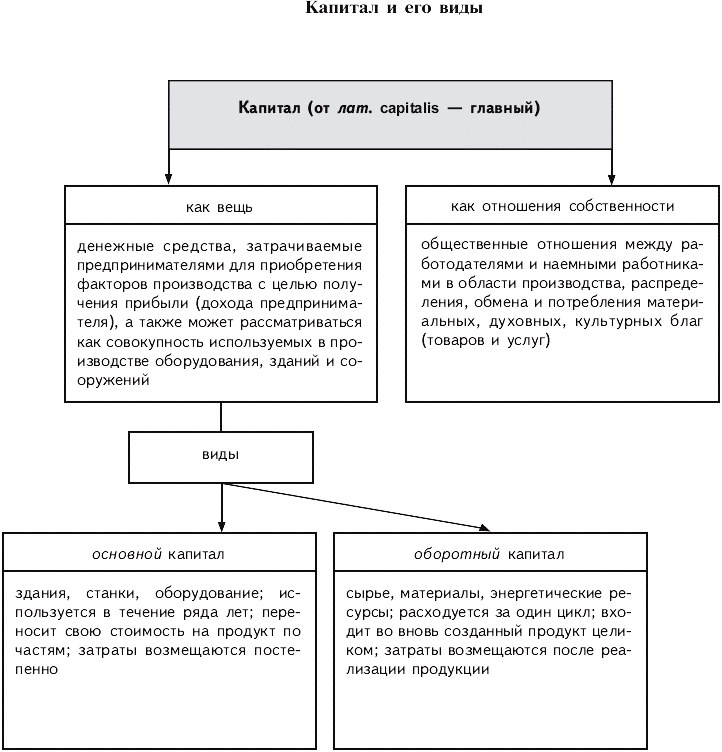 Капитал и его виды
Капитал (от лат. capitalis — главный)
как вещь
денежные средства, затрачиваемые
предпринимателями для приобретения
факторов производства с целью полу-
чения прибыли (дохода предпринима-
теля), а также может рассматриваться
как совокупность используемых в про-
изводстве оборудования, зданий и со-
оружений
как отношения собственности
общественные отношения между ра-
ботодателями и наемными работника-
ми в области производства, распреде-
ления, обмена и потребления матери-
альных, духовных, культурных благ
(товаров и услуг)
виды
основной капитал
здания, станки, оборудование; ис-
пользуется в течение ряда лет; пере-
носит свою стоимость на продукт по
частям; затраты возмещаются посте-
пенно
оборотный капитал
сырье, материалы, энергетические ре-
сурсы; расходуется за один цикл; вхо-
дит во вновь созданный продукт цели-
ком; затраты возмещаются после реа-
лизации продукции